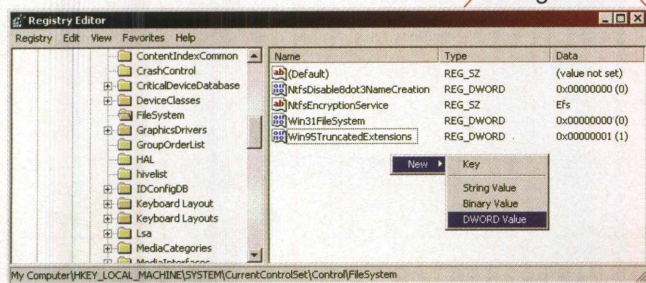 Registry Editor
Registry Edit View Favorites Help
ContentIndexCommon
CrashControl
CriticalDeviceDatabase
DeviceClasses
FileSystem
GraphicsDrivers
GroupOrderList
HAL
hivelist
IDConfigDB
Keyboard Layout
Keyboard Layouts
Lsa
MediaCategories
MediaInterfaces
Name Type Data
(Default) REG_SZ (value not set)
NtfsDisable8dot3NameCreation REG_DWORD 0x00000000 (0)
NtfsEncryptionService REG_SZ Efs
Win31FileSystem REG_DWORD 0x00000000 (0)
Win95TruncatedExtensions REG_DWORD 0x00000001 (1)
New
Key
String Value
Binary Value
DWORD Value
My Computer\HKEY_LOCAL_MACHINE\SYSTEM\CurrentControlSet\Control\FileSystem